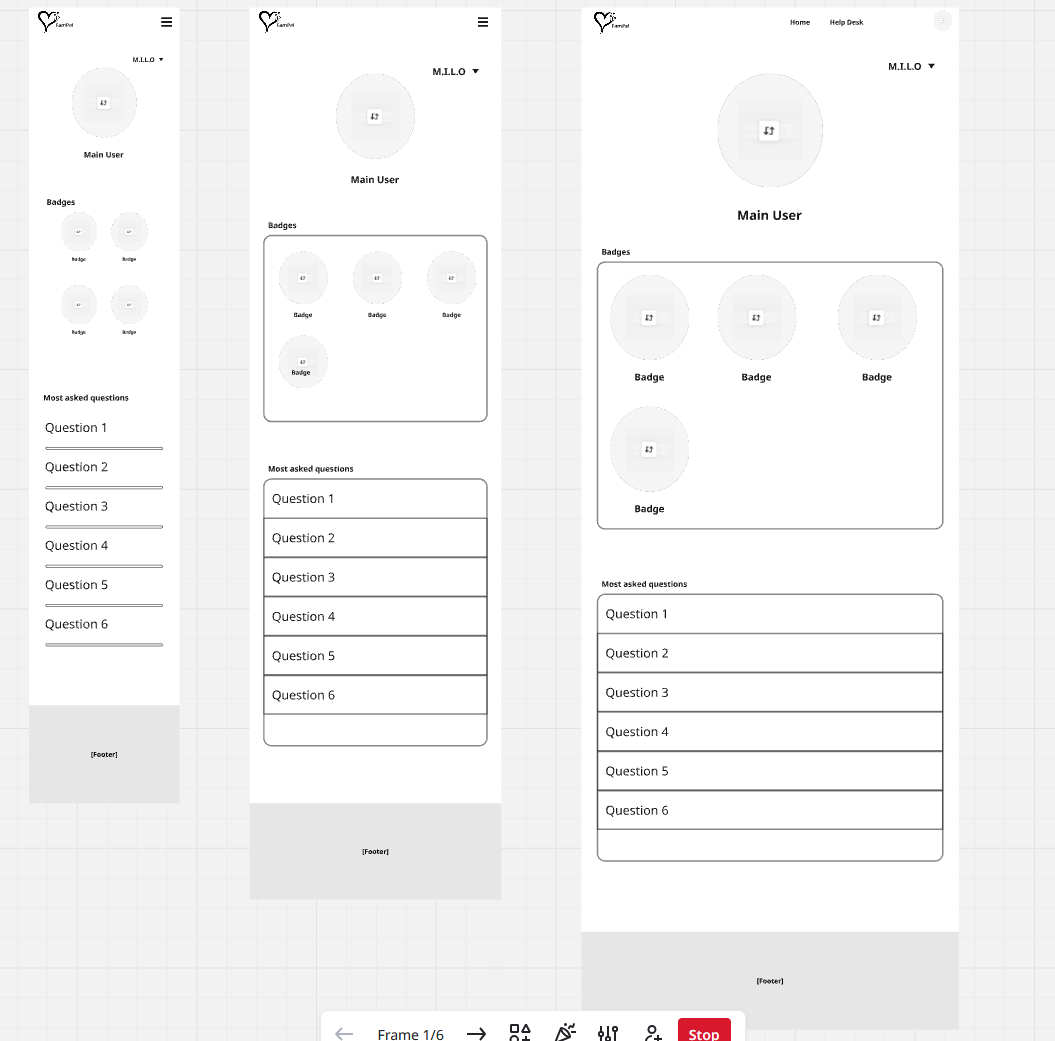 FamPal
M.I.L.O
Main User
Badges
Badge
Badge
Badge
Badge
Most asked questions
Question 1
Question 2
Question 3
Question 4
Question 5
Question 6
[Footer]
FamPal
M.I.L.O
Main User
Badges
Badge
Badge
Badge
Badge
Most asked questions
Question 1
Question 2
Question 3
Question 4
Question 5
Question 6
[Footer]
FamPal
Home
Help Desk
M.I.L.O
Main User
Badges
Badge
Badge
Badge
Badge
Most asked questions
Question 1
Question 2
Question 3
Question 4
Question 5
Question 6
[Footer]
Frame 1/6
Stop